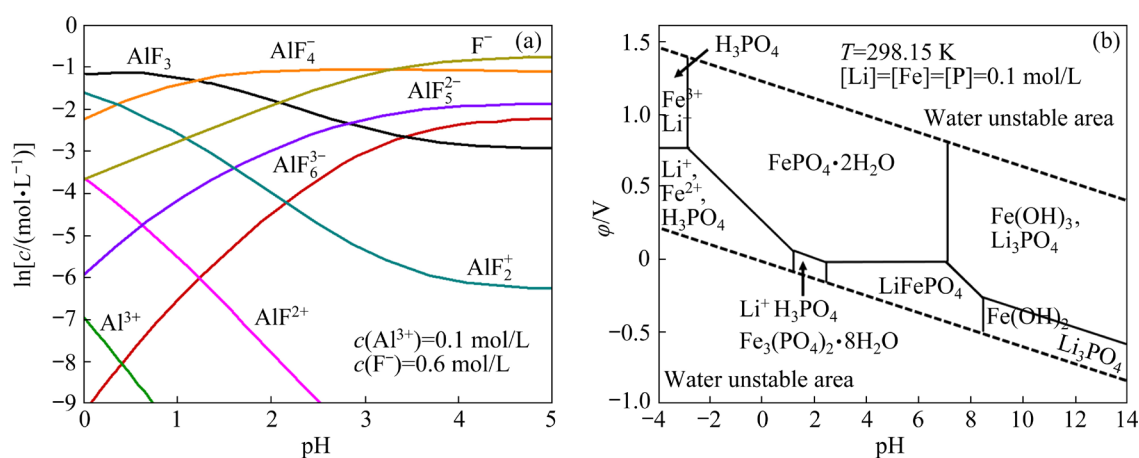 (a)
AlF₃
AlF₄⁻
F⁻
AlF₅²⁻
AlF₆³⁻
AlF₂⁺
Al³⁺
AlF²⁺
c(Al³⁺)=0.1 mol/L
c(F⁻)=0.6 mol/L
ln[c/(mol•L⁻¹)]
-0
-1
-2
-3
-4
-5
-6
-7
-8
-9
0 1 2 3 4 5
pH
(b)
H₃PO₄
T=298.15 K
[Li]=[Fe]=[P]=0.1 mol/L
Water unstable area
Fe³⁺
FePO₄•2H₂O
Li⁺,
Fe²⁺,
H₃PO₄
Fe(OH)₃,
Li₃PO₄
LiFePO₄
Fe(OH)₂
Li₃PO₄
Li⁺ H₃PO₄
Fe₃(PO₄)₂•8H₂O
Water unstable area
φ/V
1.5
1.0
0.5
0
-0.5
-1.0
-4 -2 0 2 4 6 8 10 12 14
pH